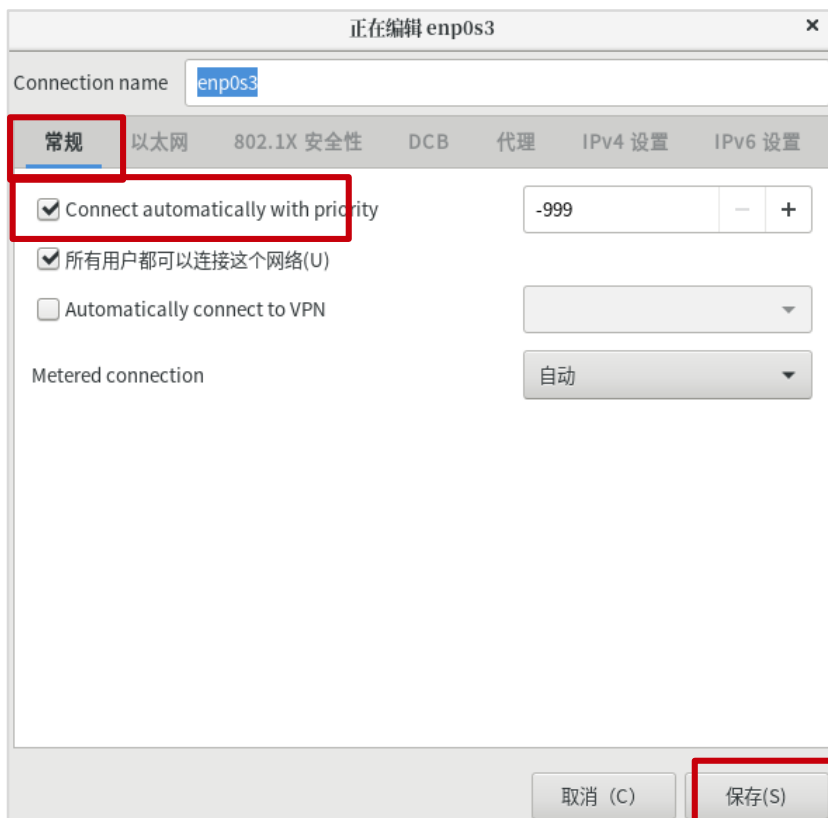 正在编辑 enp0s3 ×
Connection name enp0s3
常规 以太网 802.1X 安全性 DCB 代理 IPv4 设置 IPv6 设置
Connect automatically with priority -999 − +
所有用户都可以连接这个网络(U)
Automatically connect to VPN
Metered connection 自动
取消（C） 保存(S)